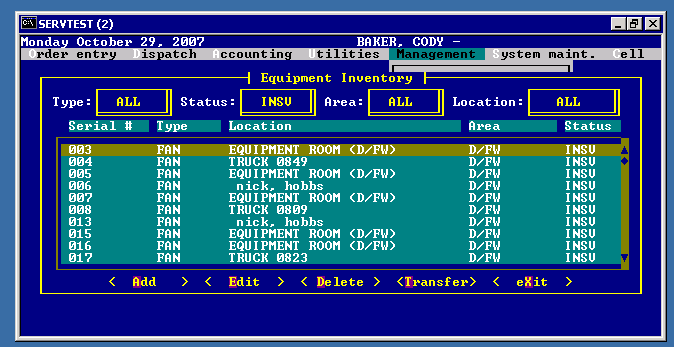 SERVTEST (2)
Monday October 29, 2007 BAKER, CODY -
Order entry Dispatch Accounting Utilities Management System maint. Cell
Equipment Inventory
Type: ALL Status: INSV Area: ALL Location: ALL
Serial # Type Location Area Status
003 FAN EQUIPMENT ROOM (D/FW) D/FW INSV
004 FAN TRUCK 0849 D/FW INSV
005 FAN EQUIPMENT ROOM (D/FW) D/FW INSV
006 FAN nick, hobbs D/FW INSV
007 FAN EQUIPMENT ROOM (D/FW) D/FW INSV
008 FAN TRUCK 0809 D/FW INSV
013 FAN nick, hobbs D/FW INSV
015 FAN EQUIPMENT ROOM (D/FW) D/FW INSV
016 FAN EQUIPMENT ROOM (D/FW) D/FW INSV
017 FAN TRUCK 0823 D/FW INSV
< Add > < Edit > < Delete > <Transfer> < eXit >